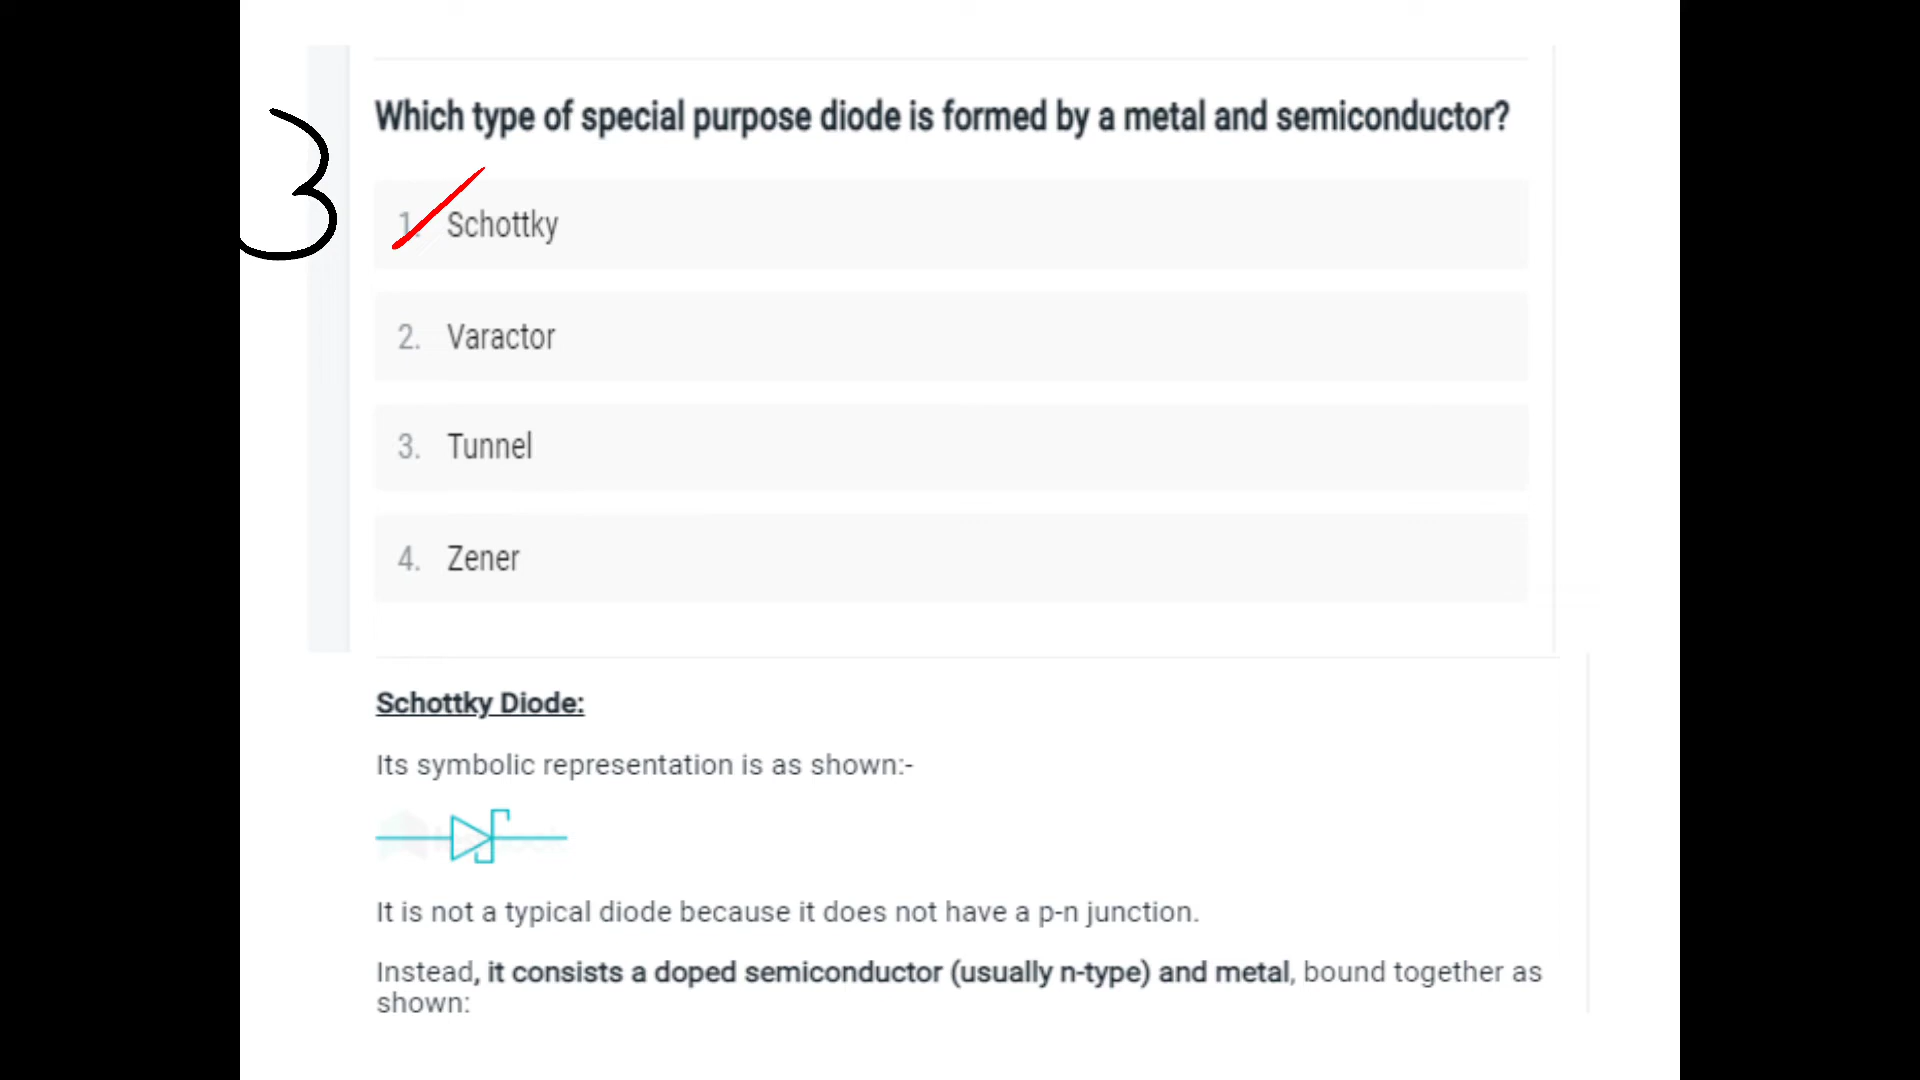 3
Which type of special purpose diode is formed by a metal and semiconductor?
1. Schottky
2. Varactor
3. Tunnel
4. Zener
Schottky Diode:
Its symbolic representation is as shown:-
It is not a typical diode because it does not have a p-n junction.
Instead, it consists a doped semiconductor (usually n-type) and metal, bound together as
shown: